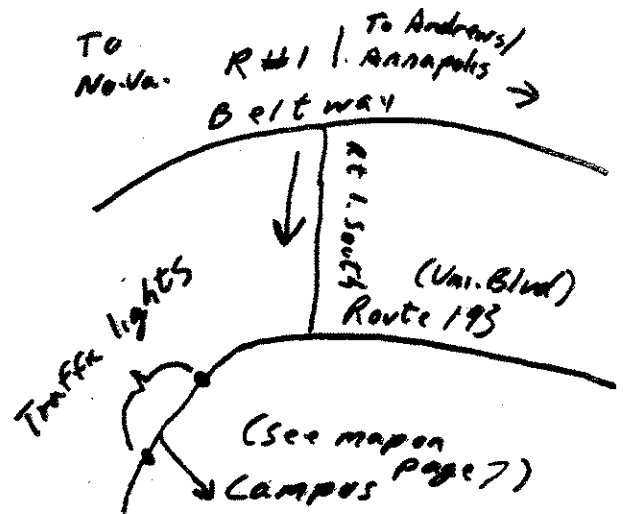 To
No.Va.
R#1
To Andrews/
Annapolis
Beltway
Rt 1. South
(Uni.Blvd)
Route 193
Traffic lights
(See map on
page 7)
Campus